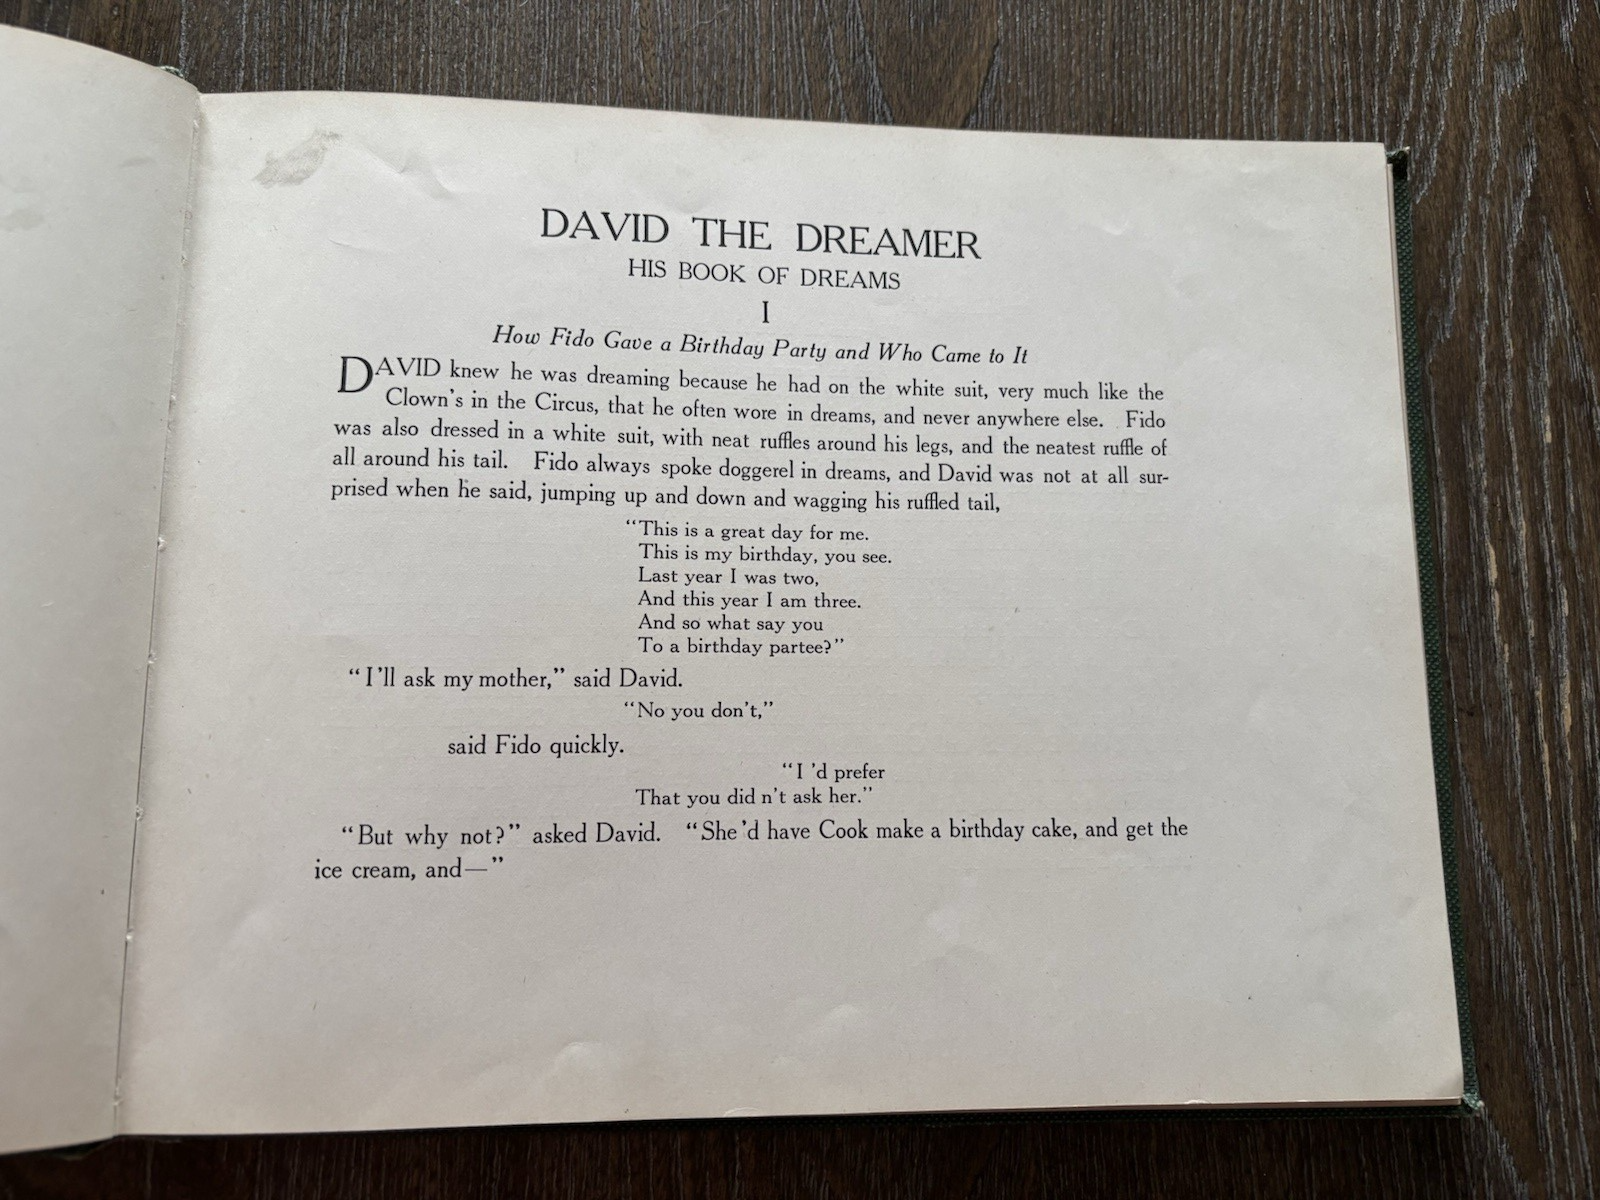 DAVID THE DREAMER
HIS BOOK OF DREAMS
I
How Fido Gave a Birthday Party and Who Came to It
DAVID knew he was dreaming because he had on the white suit, very much like the
Clown's in the Circus, that he often wore in dreams, and never anywhere else. Fido
was also dressed in a white suit, with neat ruffles around his legs, and the neatest ruffle of
all around his tail. Fido always spoke doggerel in dreams, and David was not at all sur-
prised when he said, jumping up and down and wagging his ruffled tail,
"This is a great day for me.
This is my birthday, you see.
Last year I was two,
And this year I am three.
And so what say you
To a birthday partee?"
"I'll ask my mother," said David.
"No you don't,"
said Fido quickly.
"I 'd prefer
That you did n't ask her."
"But why not?" asked David. "She 'd have Cook make a birthday cake, and get the
ice cream, and—"